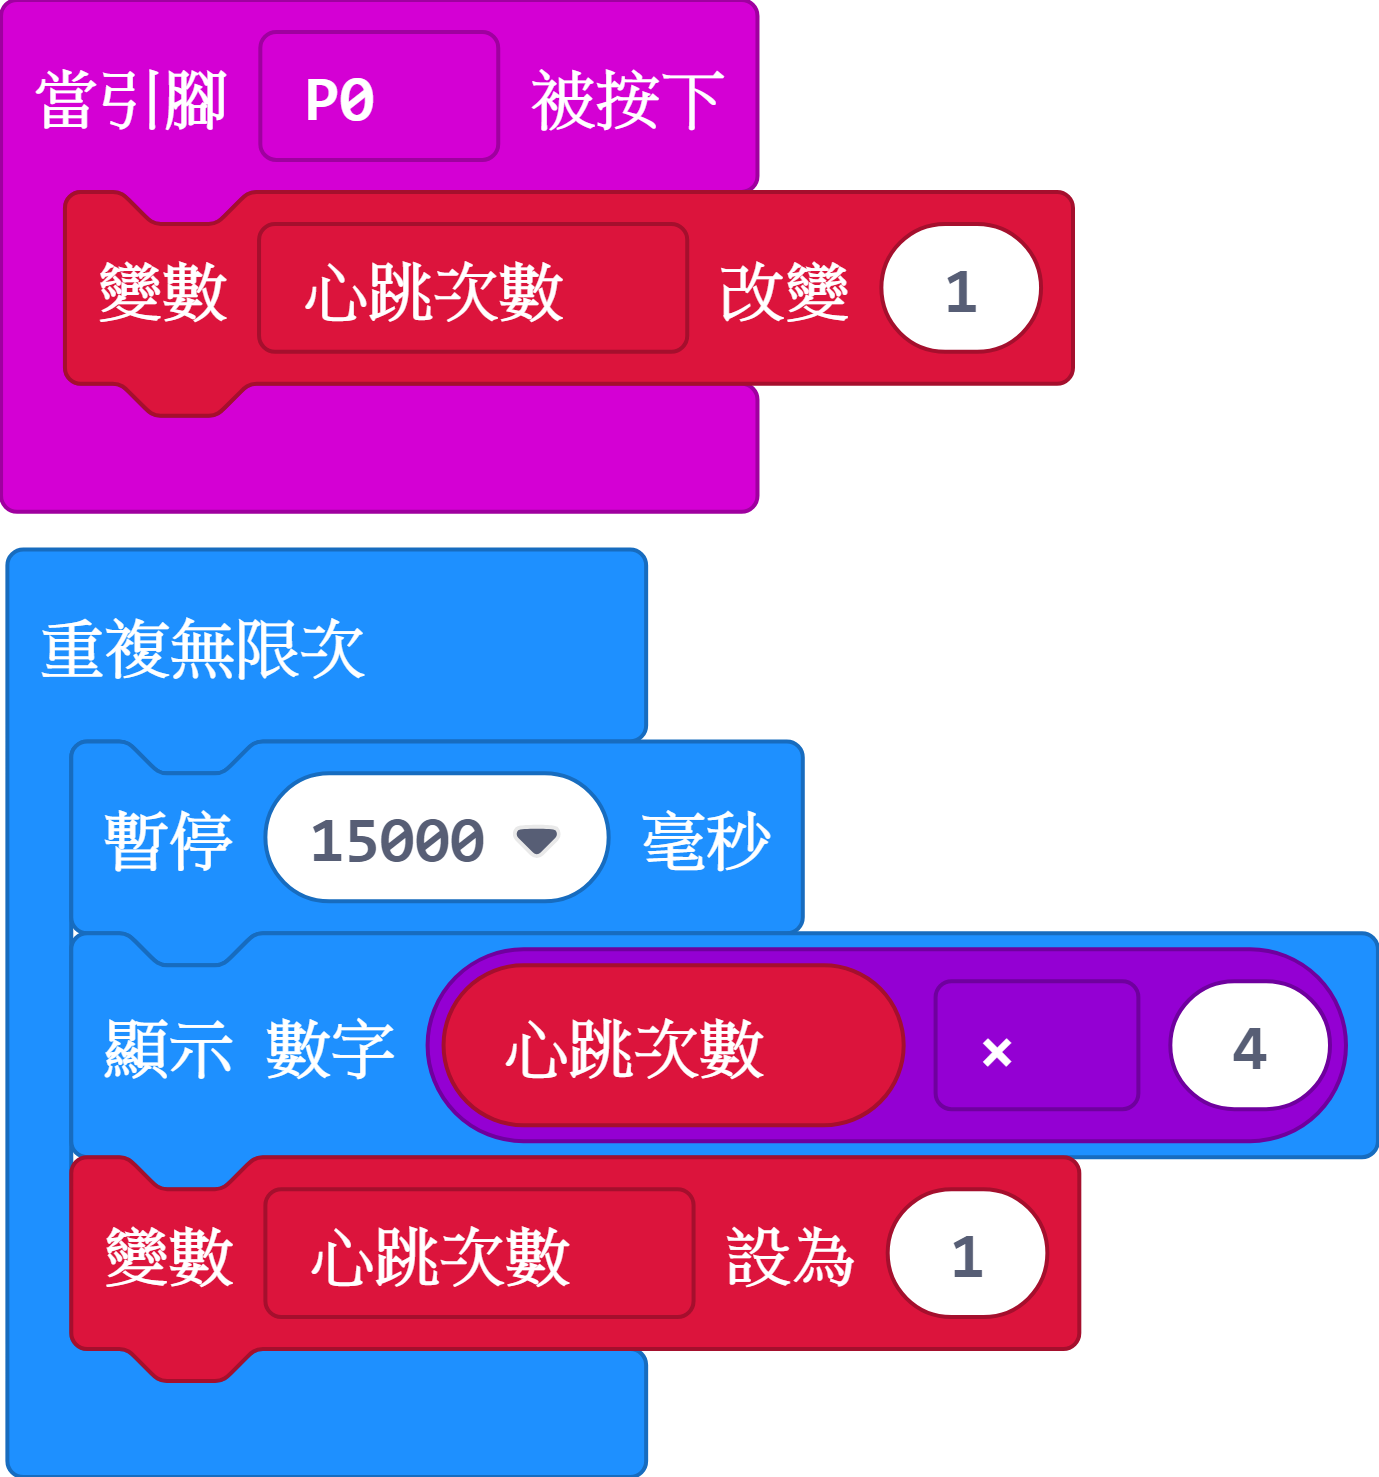 當引腳 P0 被按下
變數 心跳次數 改變 1
重複無限次
暫停 15000 毫秒
顯示 數字 心跳次數 × 4
變數 心跳次數 設為 1